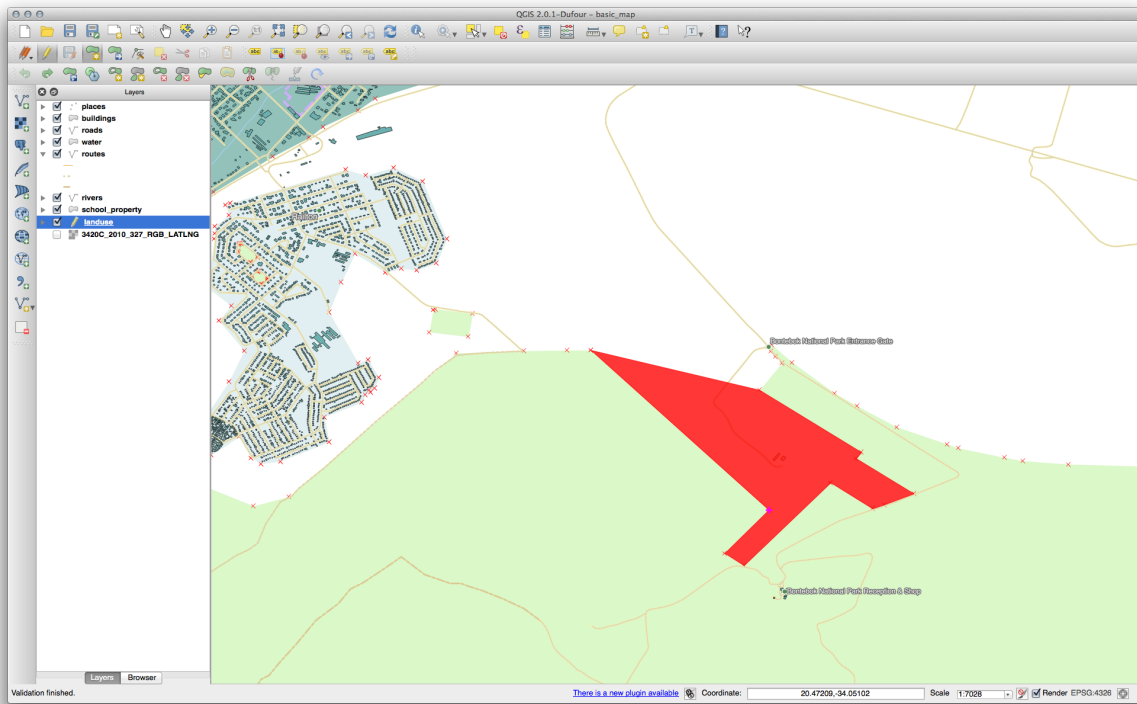 QGIS 2.0.1-Dufour - basic_map
Layers
places
buildings
roads
water
routes
rivers
school_property
landuse
3420C_2010_327_RGB_LATLNG
Railton
Bontebok National Park Entrance Gate
Bontebok National Park Reception & Shop
Layers Browser
Validation finished. There is a new plugin available Coordinate: 20.47209,-34.05102 Scale 1:7028 Render EPSG:4326